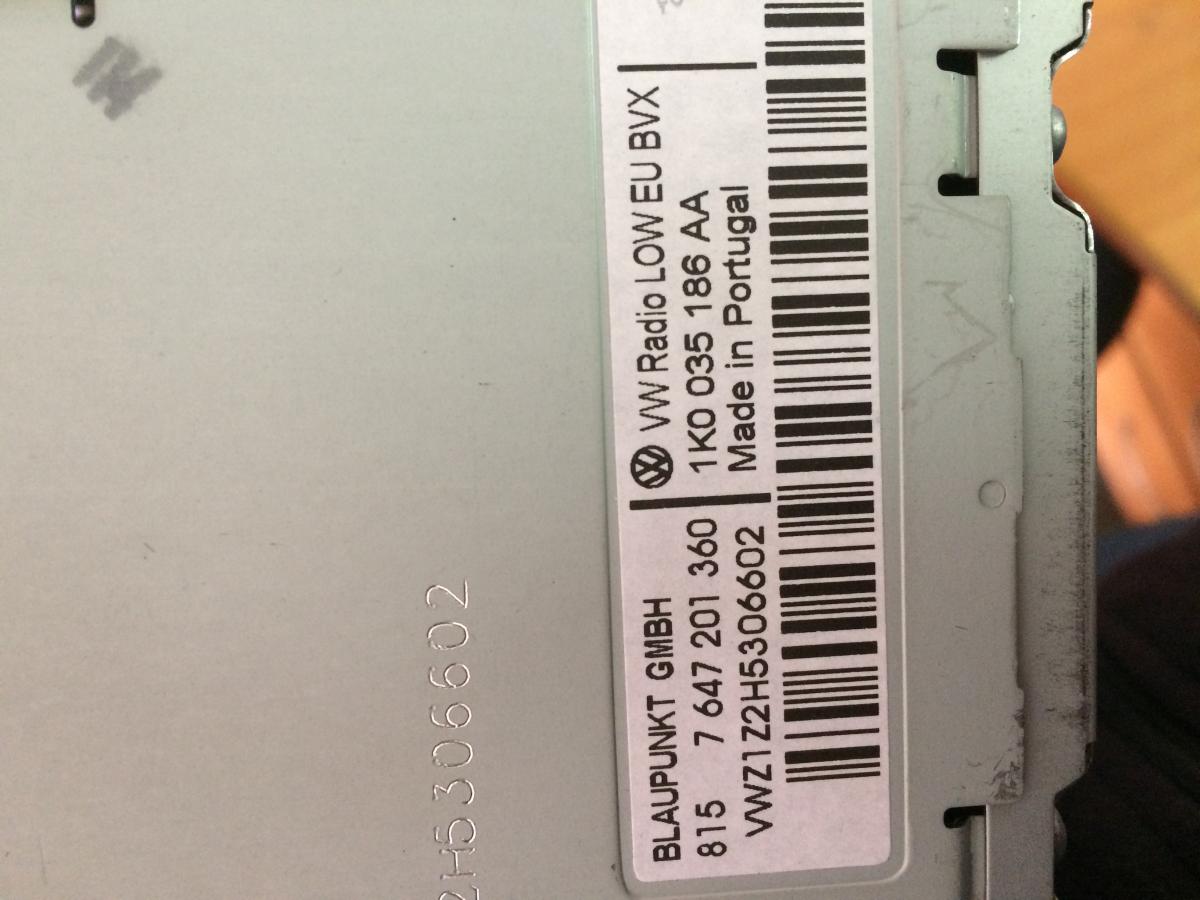 VW Radio LOW EU BVX
1K0 035 186 AA
Made in Portugal
BLAUPUNKT GMBH
815 7 647 201 360
VWZ1Z2H5306602
2H5306602